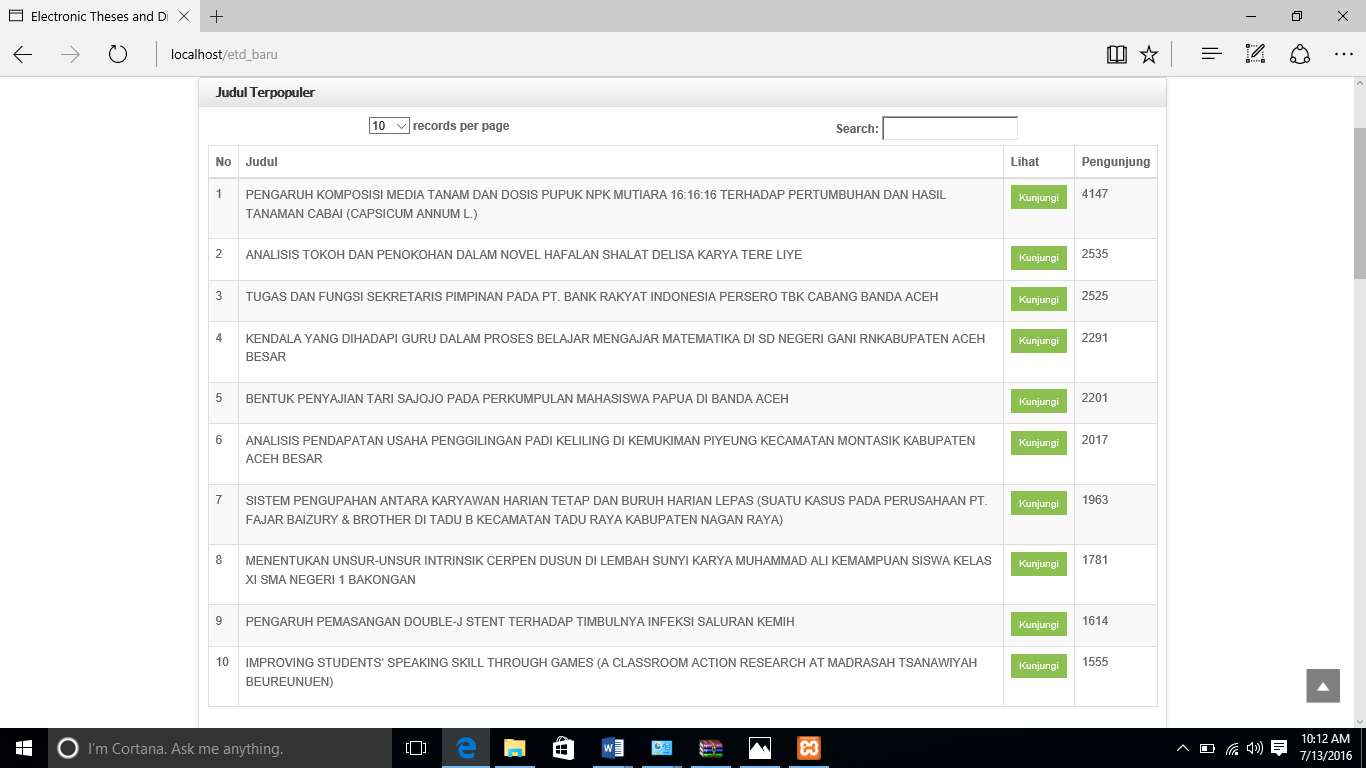 Electronic Theses and Di
localhost/etd_baru
Judul Terpopuler
10 records per page
Search:
No Judul Lihat Pengunjung
1 PENGARUH KOMPOSISI MEDIA TANAM DAN DOSIS PUPUK NPK MUTIARA 16:16:16 TERHADAP PERTUMBUHAN DAN HASIL Kunjungi 4147
TANAMAN CABAI (CAPSICUM ANNUM L.)
2 ANALISIS TOKOH DAN PENOKOHAN DALAM NOVEL HAFALAN SHALAT DELISA KARYA TERE LIYE Kunjungi 2535
3 TUGAS DAN FUNGSI SEKRETARIS PIMPINAN PADA PT. BANK RAKYAT INDONESIA PERSERO TBK CABANG BANDA ACEH Kunjungi 2525
4 KENDALA YANG DIHADAPI GURU DALAM PROSES BELAJAR MENGAJAR MATEMATIKA DI SD NEGERI GANI RNKABUPATEN ACEH Kunjungi 2291
BESAR
5 BENTUK PENYAJIAN TARI SAJOJO PADA PERKUMPULAN MAHASISWA PAPUA DI BANDA ACEH Kunjungi 2201
6 ANALISIS PENDAPATAN USAHA PENGGILINGAN PADI KELILING DI KEMUKIMAN PIYEUNG KECAMATAN MONTASIK KABUPATEN Kunjungi 2017
ACEH BESAR
7 SISTEM PENGUPAHAN ANTARA KARYAWAN HARIAN TETAP DAN BURUH HARIAN LEPAS (SUATU KASUS PADA PERUSAHAAN PT. Kunjungi 1963
FAJAR BAIZURY & BROTHER DI TADU B KECAMATAN TADU RAYA KABUPATEN NAGAN RAYA)
8 MENENTUKAN UNSUR-UNSUR INTRINSIK CERPEN DUSUN DI LEMBAH SUNYI KARYA MUHAMMAD ALI KEMAMPUAN SISWA KELAS Kunjungi 1781
XI SMA NEGERI 1 BAKONGAN
9 PENGARUH PEMASANGAN DOUBLE-J STENT TERHADAP TIMBULNYA INFEKSI SALURAN KEMIH Kunjungi 1614
10 IMPROVING STUDENTS' SPEAKING SKILL THROUGH GAMES (A CLASSROOM ACTION RESEARCH AT MADRASAH TSANAWIYAH Kunjungi 1555
BEUREUNUEN)
I'm Cortana. Ask me anything.
10:12 AM
7/13/2016